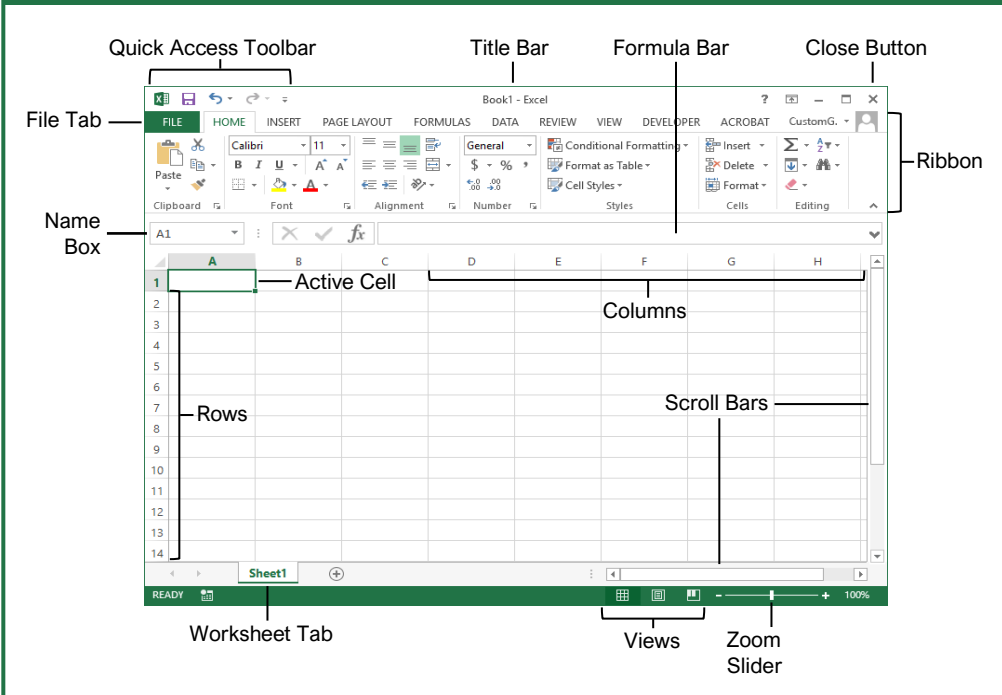 Quick Access Toolbar Title Bar Formula Bar Close Button
Book1 - Excel ?
File Tab
FILE HOME INSERT PAGE LAYOUT FORMULAS DATA REVIEW VIEW DEVELOPER ACROBAT CustomG.
Ribbon
Calibri 11 General Conditional Formatting Insert Σ
Paste B I U A A $ % , Format as Table Delete
A Cell Styles Format
Clipboard Font Alignment Number Styles Cells Editing
Name
Box
A1 fx
A B C D E F G H
1
Active Cell
2
Columns
3
4
5
6
7
Rows
Scroll Bars
8
9
10
11
12
13
14
Sheet1
READY 100%
Worksheet Tab
Views
Zoom
Slider